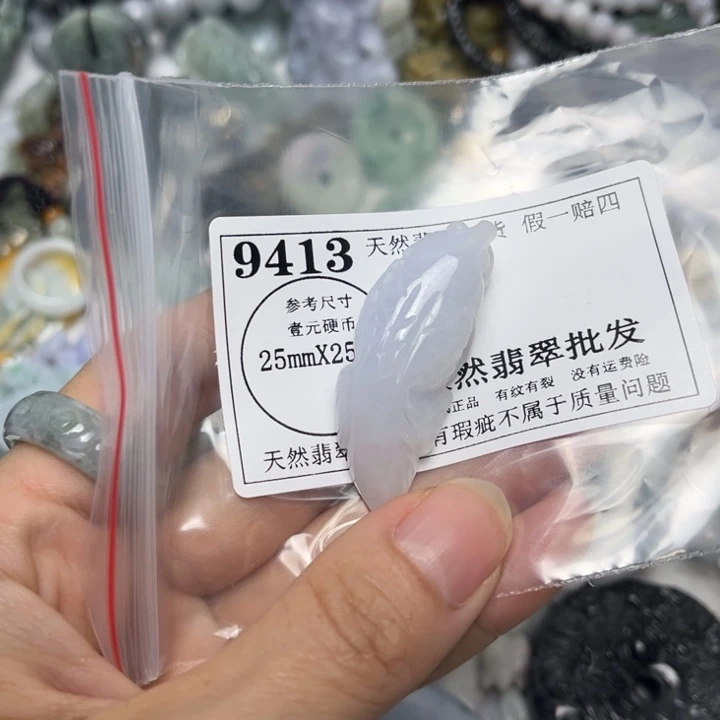 9413 天然 货 假一赔四
参考尺寸
壹元硬币
25mmX25
然翡翠批发
正品 有纹有裂 没有运费险
天然翡翠 有瑕疵不属于质量问题